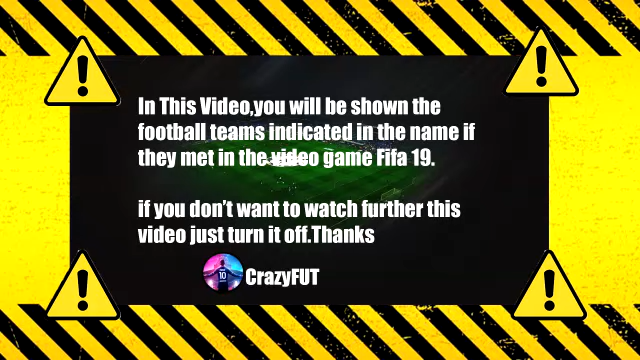 In This Video,you will be shown the
football teams indicated in the name if
they met in the video game Fifa 19.
if you don't want to watch further this
video just turn it off.Thanks
10
CrazyFUT